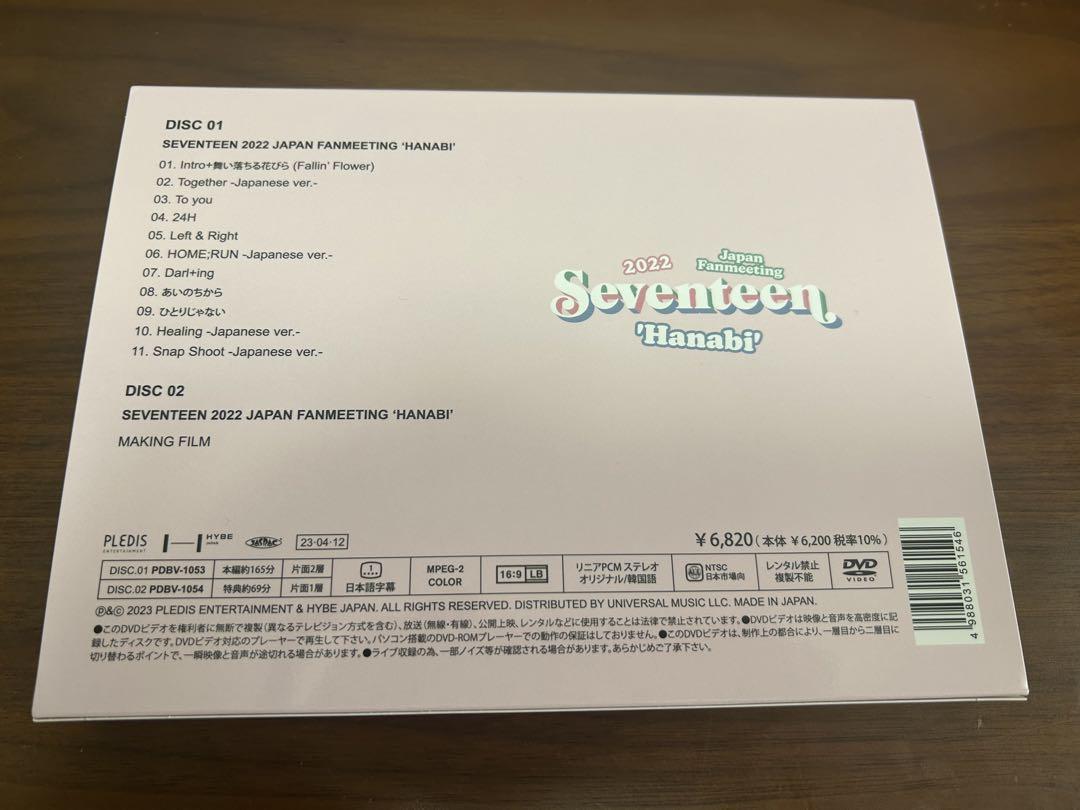 DISC 01
SEVENTEEN 2022 JAPAN FANMEETING ‘HANABI’
01. Intro+舞い落ちる花びら (Fallin’ Flower)
02. Together -Japanese ver.-
03. To you
04. 24H
05. Left & Right
06. HOME;RUN -Japanese ver.-
07. Darl+ing
08. あいのちから
09. ひとりじゃない
10. Healing -Japanese ver.-
11. Snap Shoot -Japanese ver.-
DISC 02
SEVENTEEN 2022 JAPAN FANMEETING ‘HANABI’
MAKING FILM
2022 Japan Fanmeeting
Seventeen
'Hanabi'
PLEDIS ENTERTAINMENT HYBE JAPAN JASRAC 23・04・12
¥6,820(本体 ¥6,200 税率10%)
DISC.01 PDBV-1053 本編約165分 片面2層
DISC.02 PDBV-1054 特典約69分 片面1層
1 日本語字幕
MPEG-2 COLOR
16:9 LB
リニアPCM ステレオ オリジナル/韓国語
ALL NTSC 日本市場向
レンタル禁止 複製不能
DVD VIDEO
℗&© 2023 PLEDIS ENTERTAINMENT & HYBE JAPAN. ALL RIGHTS RESERVED. DISTRIBUTED BY UNIVERSAL MUSIC LLC. MADE IN JAPAN.
●このDVDビデオを権利者に無断で複製(異なるテレビジョン方式を含む)、放送(無線・有線)、公開上映、レンタルなどに使用することは法律で禁止されています。●DVDビデオは映像と音声を高密度に記
録したディスクです。DVDビデオ対応のプレーヤーで再生して下さい。パソコン搭載のDVD-ROMプレーヤーでの動作の保証はしておりません。●このDVDビデオは、制作上の都合により、一層目から二層目に
切り替わるポイントで、一瞬映像と音声が途切れる場合があります。●ライブ収録の為、一部ノイズ等が確認される場合があります。あらかじめご了承下さい。
4 988031 561546